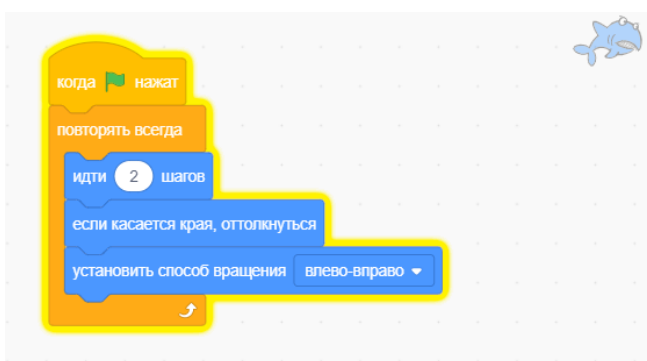 когда нажат
повторять всегда
идти 2 шагов
если касается края, оттолкнуться
установить способ вращения влево-вправо